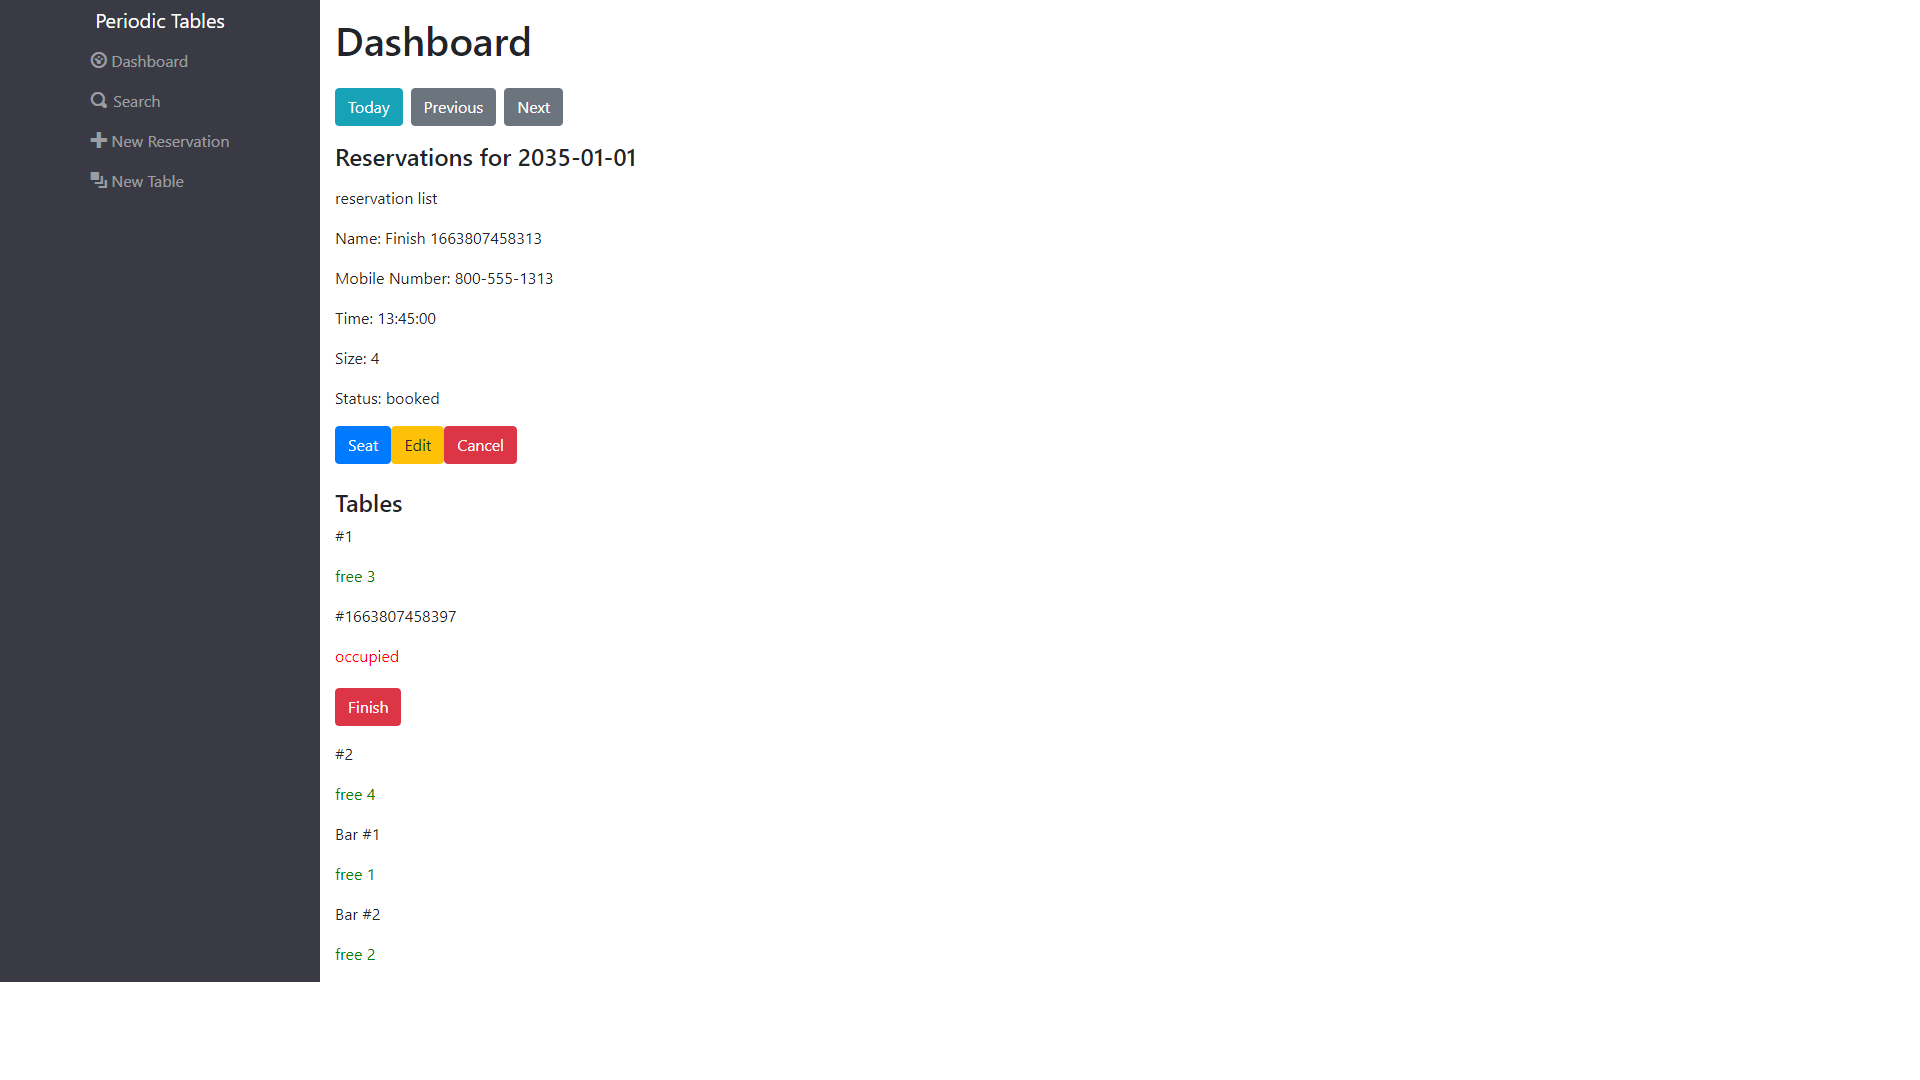 Periodic Tables
Dashboard
Search
New Reservation
New Table
Dashboard
Today Previous Next
Reservations for 2035-01-01
reservation list
Name: Finish 1663807458313
Mobile Number: 800-555-1313
Time: 13:45:00
Size: 4
Status: booked
Seat Edit Cancel
Tables
#1
free 3
#1663807458397
occupied
Finish
#2
free 4
Bar #1
free 1
Bar #2
free 2